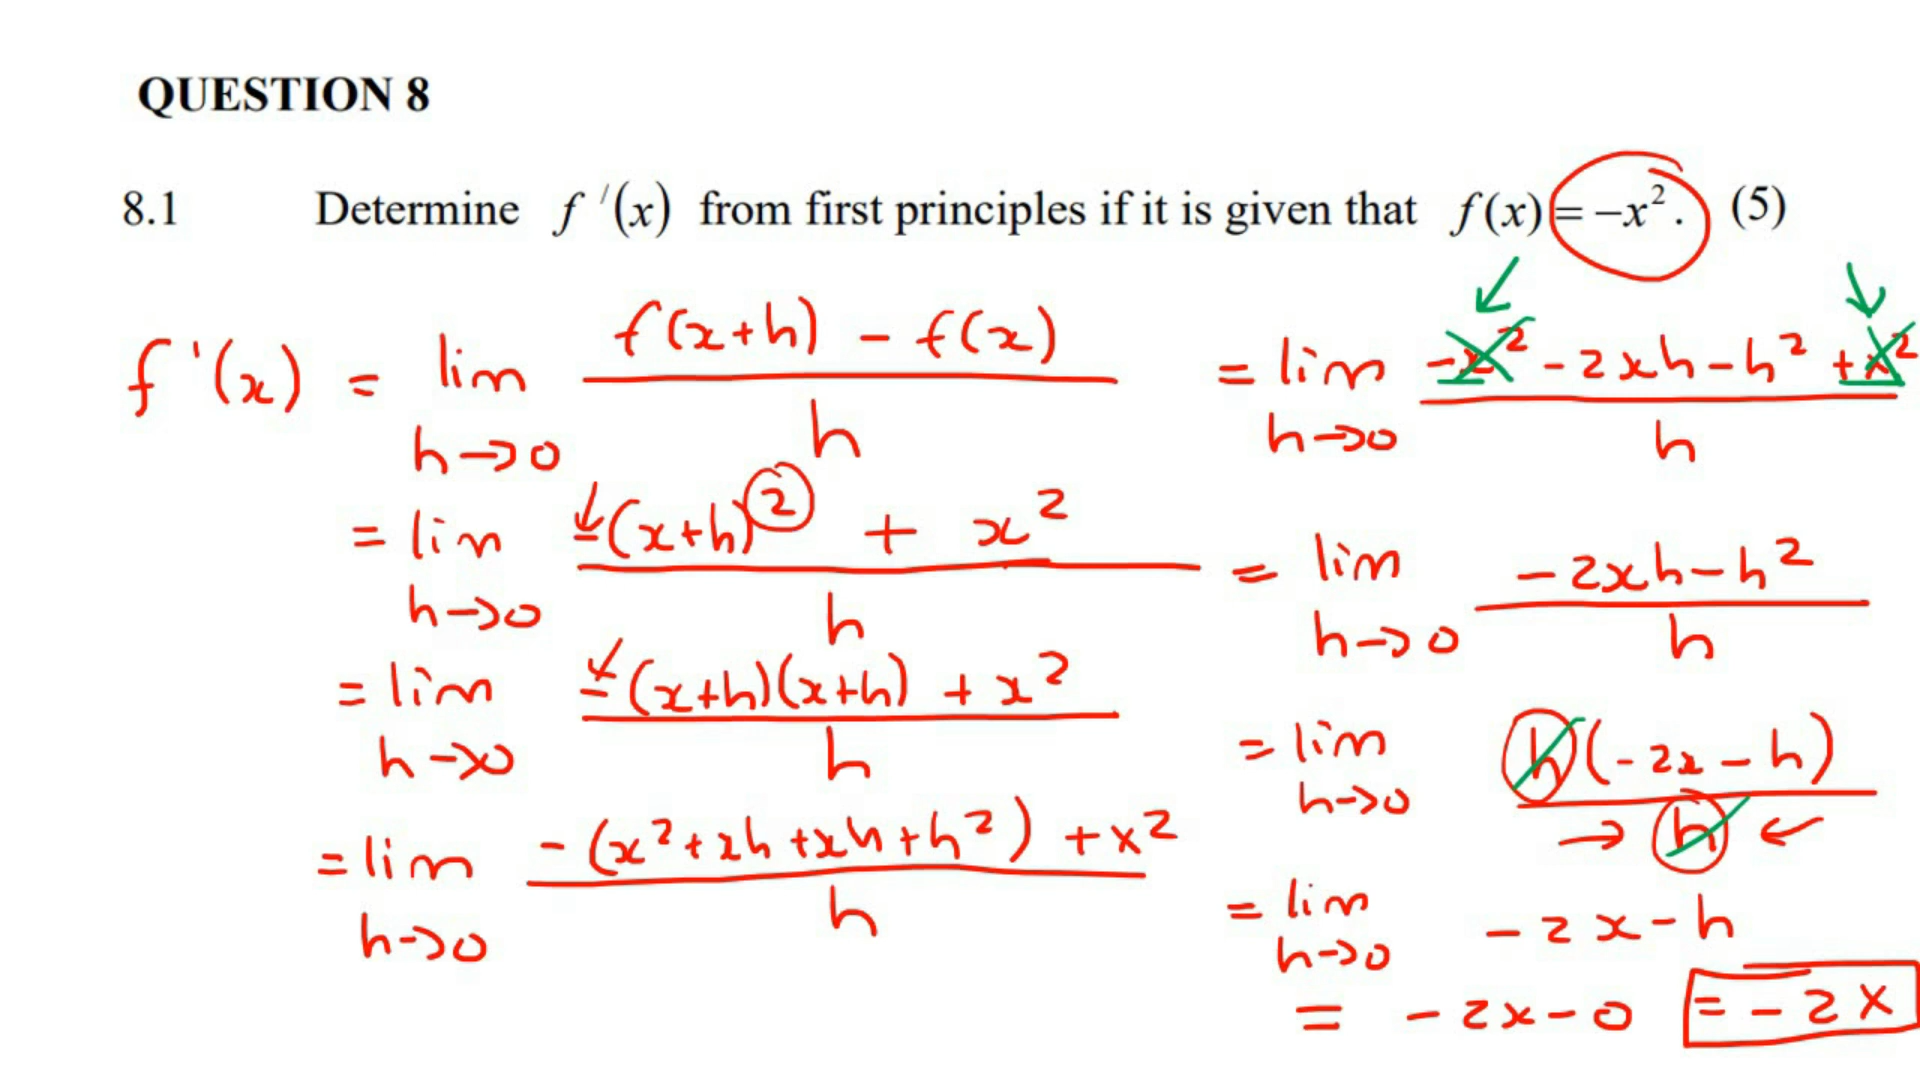 QUESTION 8
8.1 Determine f '(x) from first principles if it is given that f(x) = −x². (5)
f'(x) = lim h→0 f(x+h) − f(x) / h
= lim h→0 −(x+h)² + x² / h
= lim h→0 −(x+h)(x+h) + x² / h
= lim h→0 −(x²+xh+xh+h²) + x² / h
= lim h→0 −x² − 2xh − h² + x² / h
= lim h→0 −2xh − h² / h
= lim h→0 h(−2x − h) / h
= lim h→0 −2x − h
= −2x − 0 = −2x